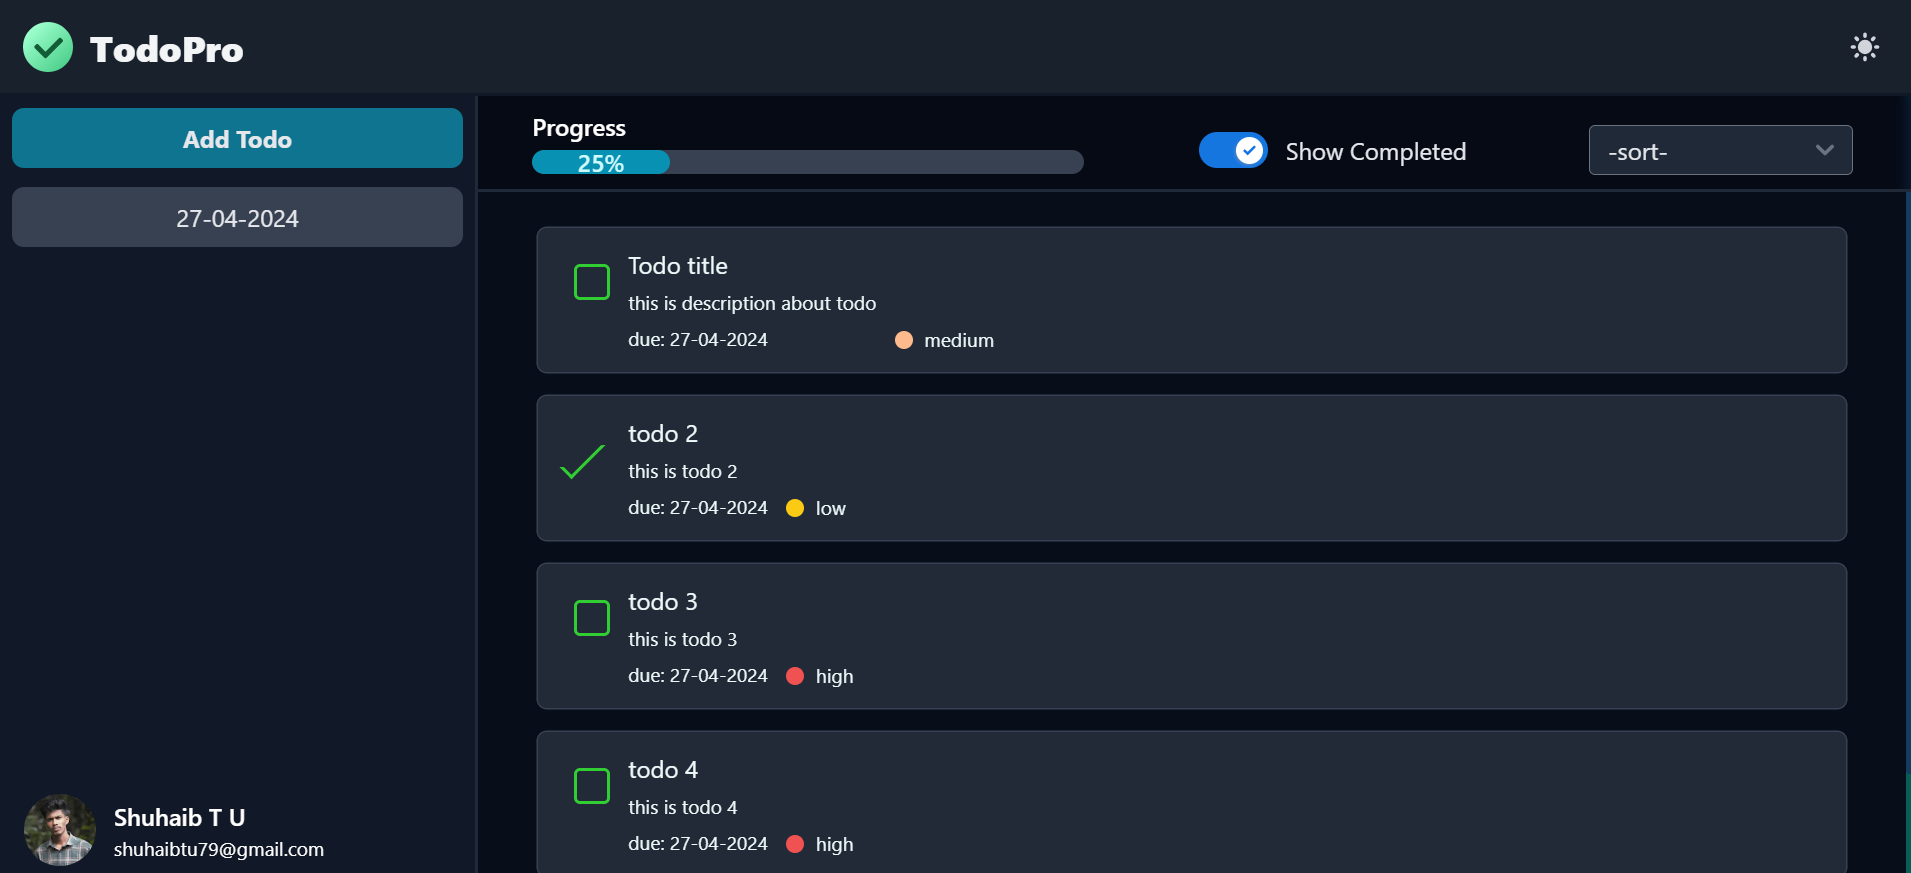 TodoPro
Add Todo
27-04-2024
Progress
25%
Show Completed
-sort-
Todo title
this is description about todo
due: 27-04-2024 medium
todo 2
this is todo 2
due: 27-04-2024 low
todo 3
this is todo 3
due: 27-04-2024 high
todo 4
this is todo 4
due: 27-04-2024 high
Shuhaib T U
shuhaibtu79@gmail.com